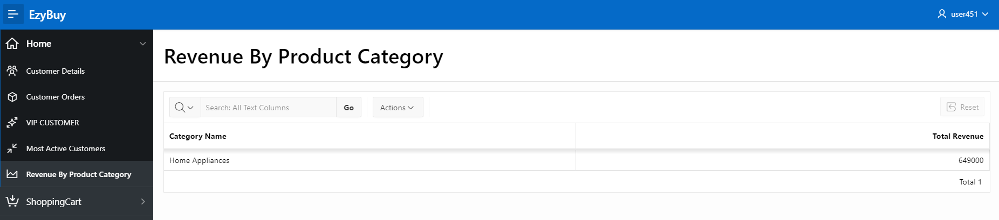 EzyBuy
user451
Home
Customer Details
Customer Orders
VIP CUSTOMER
Most Active Customers
Revenue By Product Category
ShoppingCart
Revenue By Product Category
Search: All Text Columns
Go
Actions
Reset
Category Name Total Revenue
Home Appliances 649000
Total 1